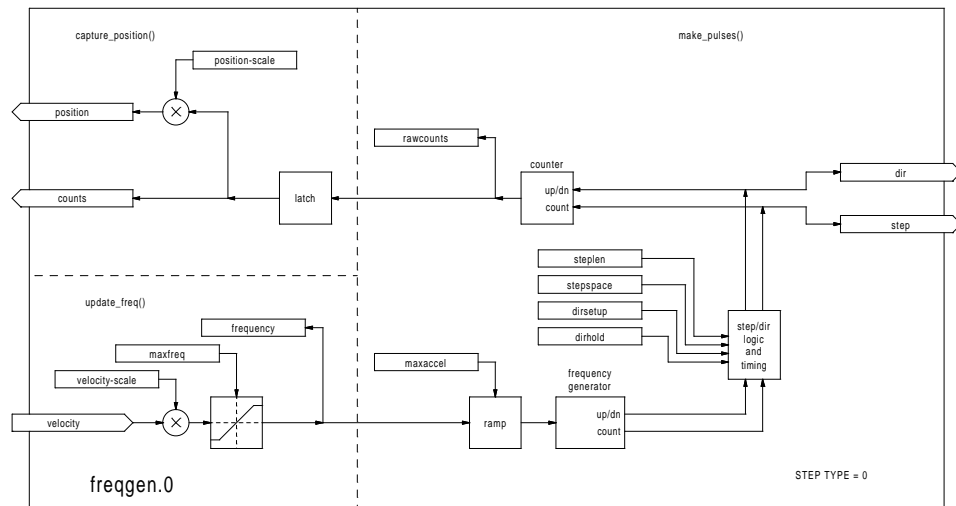 capture_position()
make_pulses()
position-scale
position
rawcounts
counter
dir
up/dn
count
counts
latch
step
steplen
stepspace
dirsetup
dirhold
step/dir
logic
and
timing
update_freq()
frequency
maxfreq
maxaccel
velocity-scale
frequency
generator
velocity
ramp
up/dn
count
freqgen.0
STEP TYPE = 0